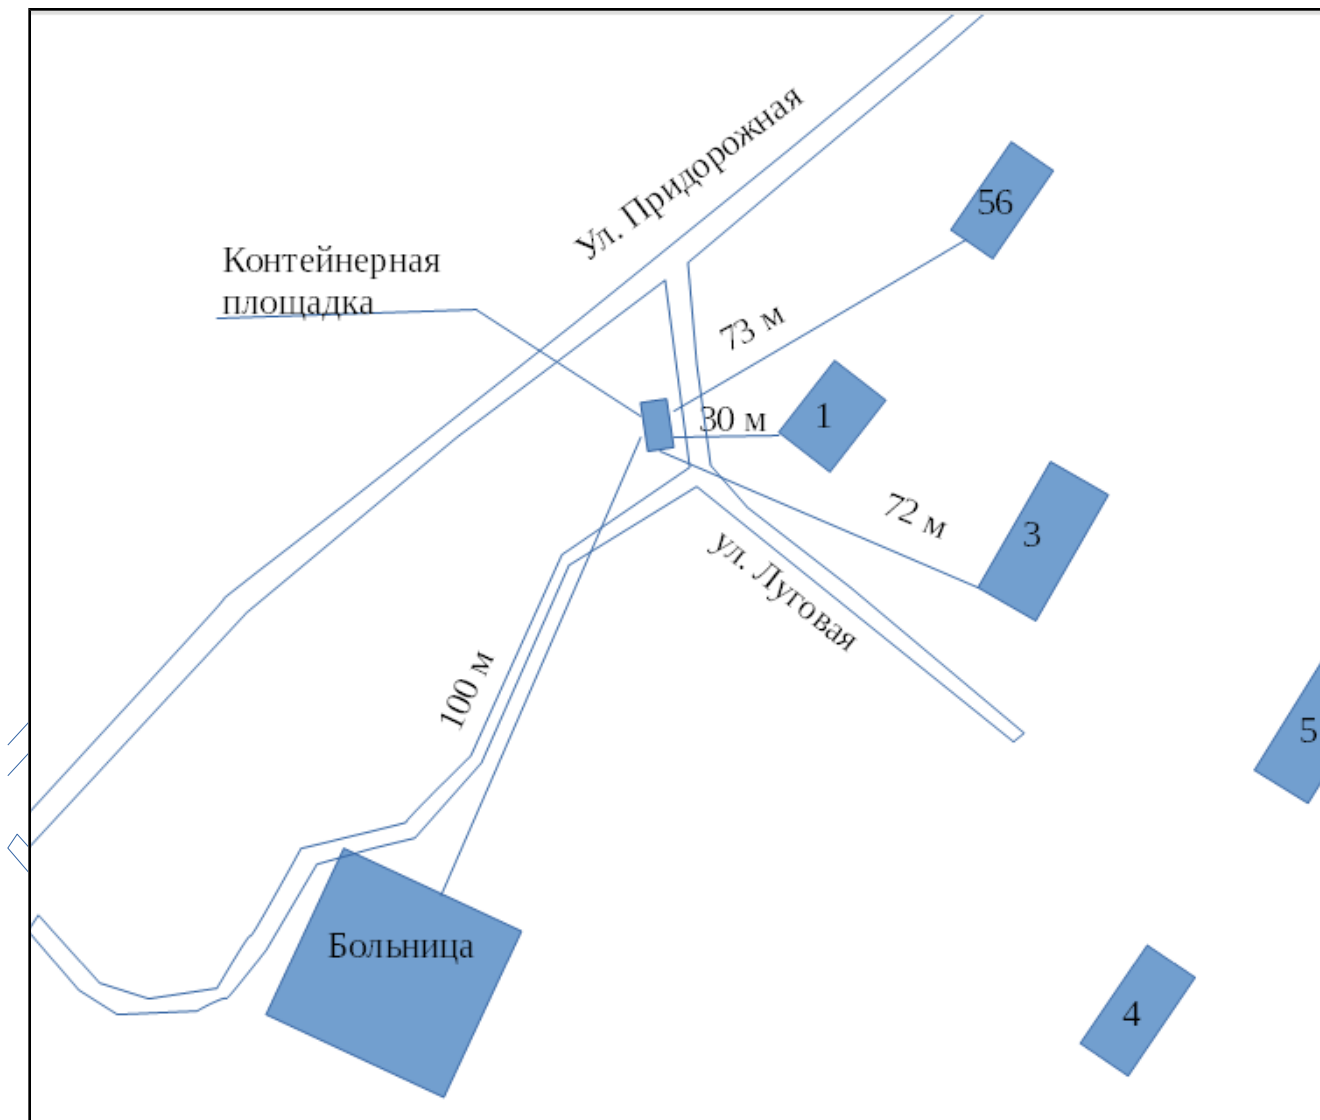 Ул. Придорожная
56
Контейнерная
площадка
73 м
30 м
1
72 м
3
ул. Луговая
100 м
5
Больница
4